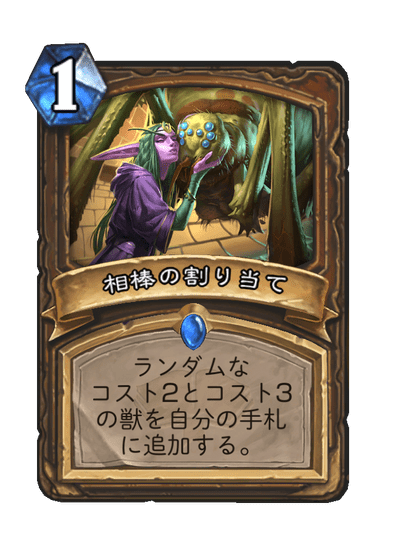 1
相棒の割り当て
ランダムな
コスト2とコスト3
の獣を自分の手札
に追加する。